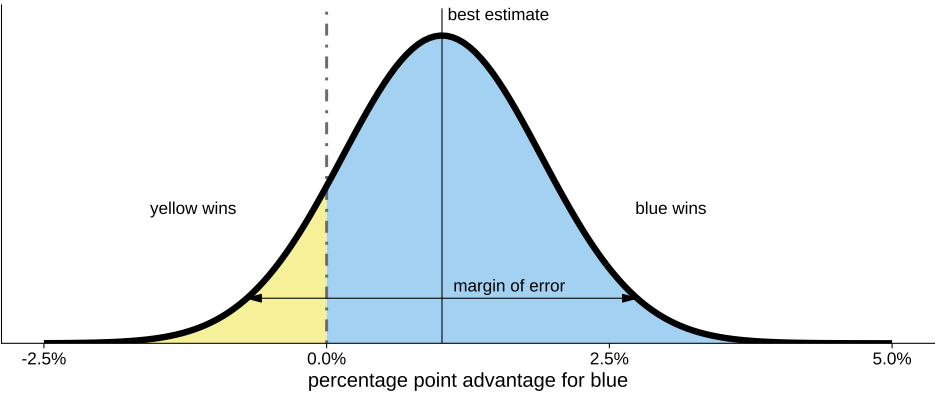 best estimate
yellow wins
blue wins
margin of error
-2.5%
0.0%
2.5%
5.0%
percentage point advantage for blue